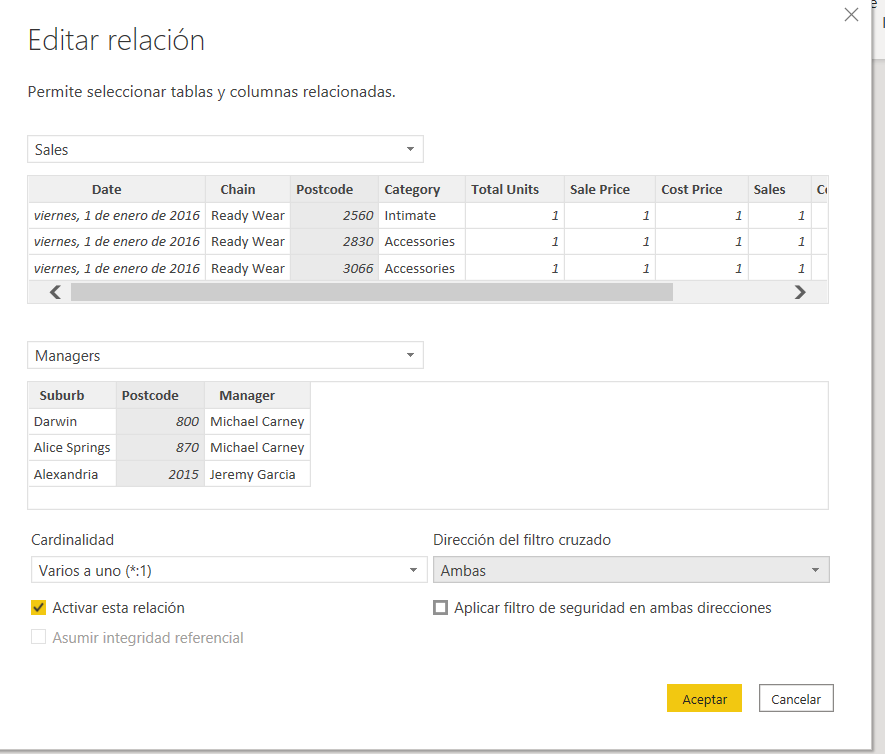 Editar relación
Permite seleccionar tablas y columnas relacionadas.
Sales
Date Chain Postcode Category Total Units Sale Price Cost Price Sales
viernes, 1 de enero de 2016 Ready Wear 2560 Intimate 1 1 1 1
viernes, 1 de enero de 2016 Ready Wear 2830 Accessories 1 1 1 1
viernes, 1 de enero de 2016 Ready Wear 3066 Accessories 1 1 1 1
Managers
Suburb Postcode Manager
Darwin 800 Michael Carney
Alice Springs 870 Michael Carney
Alexandria 2015 Jeremy Garcia
Cardinalidad Dirección del filtro cruzado
Varios a uno (*:1) Ambas
Activar esta relación Aplicar filtro de seguridad en ambas direcciones
Asumir integridad referencial
Aceptar Cancelar